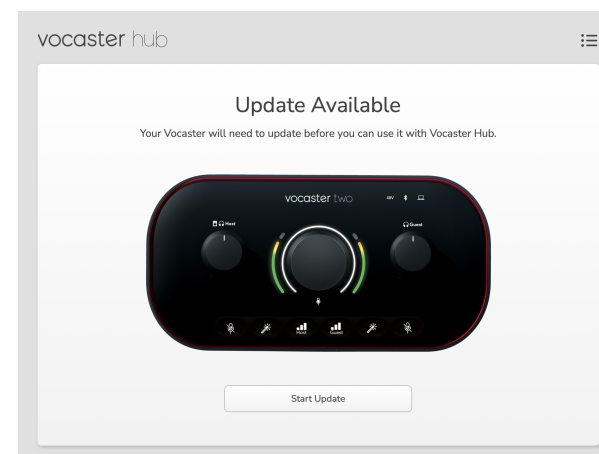 vocaster hub
Update Available
Your Vocaster will need to update before you can use it with Vocaster Hub.
vocaster two
48V
Host
Guest
Host
Guest
Start Update